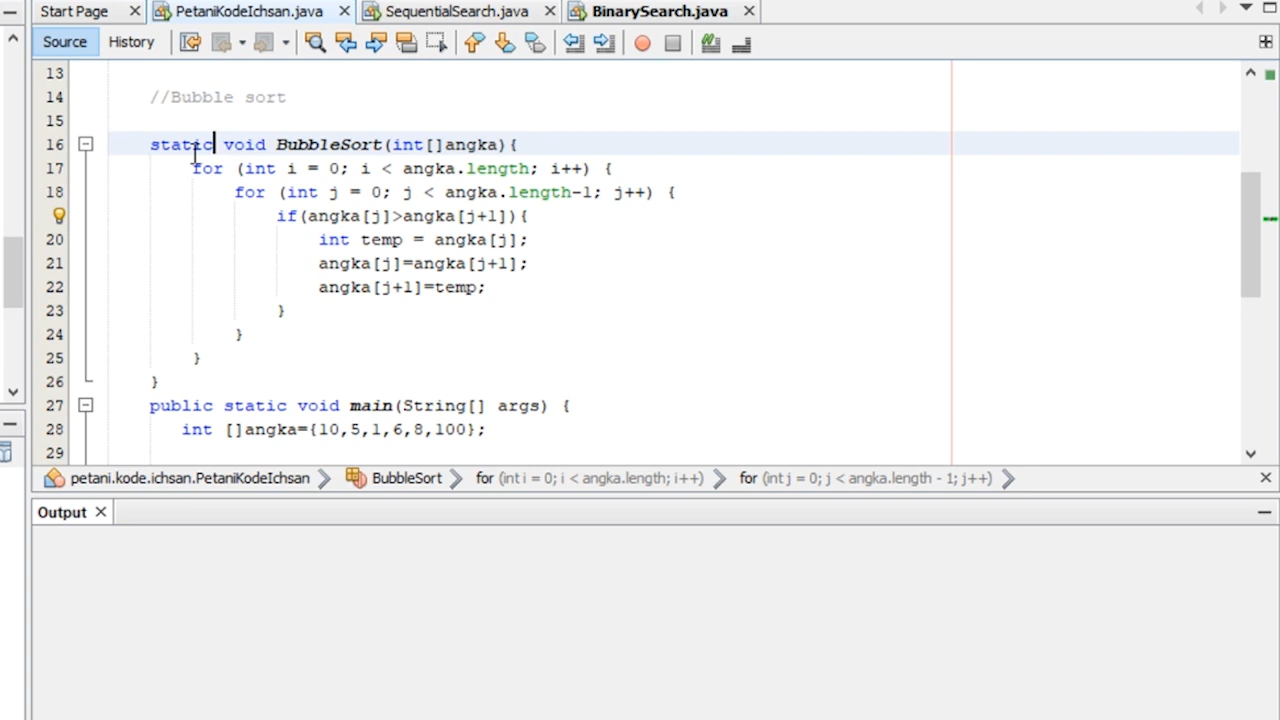 Start Page PetaniKodeIchsan.java SequentialSearch.java BinarySearch.java
Source History
13
14 //Bubble sort
15
16 static void BubbleSort(int[]angka){
17 for (int i = 0; i < angka.length; i++) {
18 for (int j = 0; j < angka.length-1; j++) {
if(angka[j]>angka[j+1]){
20 int temp = angka[j];
21 angka[j]=angka[j+1];
22 angka[j+1]=temp;
23 }
24 }
25 }
26 }
27 public static void main(String[] args) {
28 int []angka={10,5,1,6,8,100};
29
petani.kode.ichsan.PetaniKodeIchsan BubbleSort for (int i = 0; i < angka.length; i++) for (int j = 0; j < angka.length - 1; j++)
Output